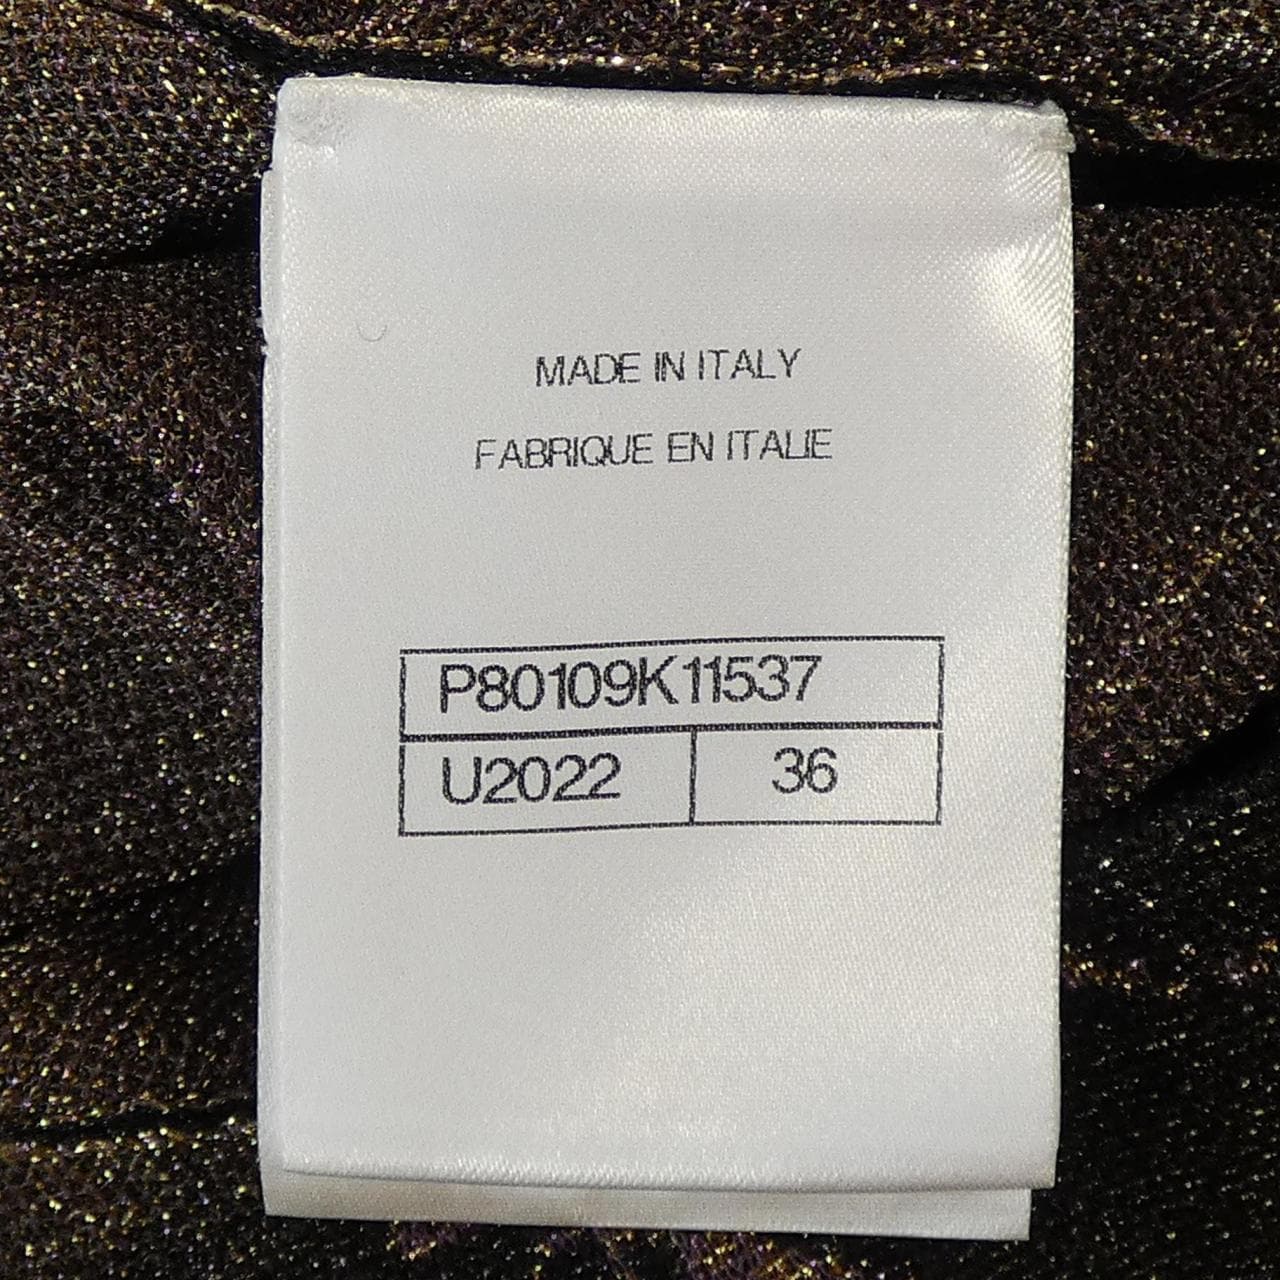 MADE IN ITALY
FABRIQUE EN ITALIE
P80109K11537
U2022 36